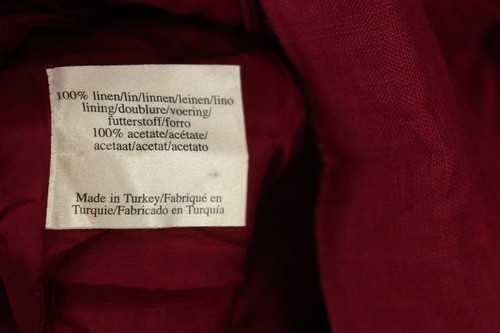 100% linen/lin/linnen/leinen/lino
lining/doublure/voering/
futterstoff/forro
100% acetate/acétate/
acetaat/acetat/acetato
Made in Turkey/Fabriqué en
Turquie/Fabricado en Turquía